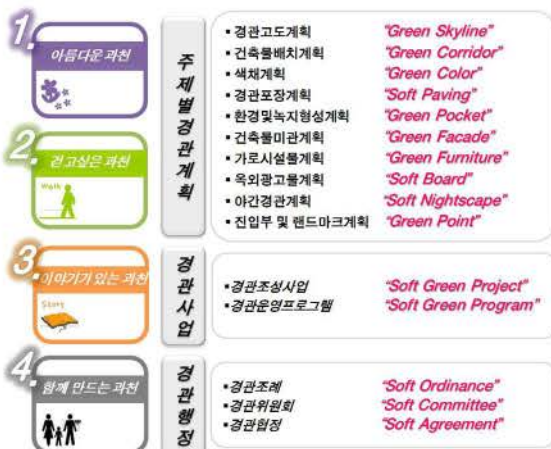 1.
아름다운 과천
2.
걷고싶은 과천
Walk
3.
이야기가 있는 과천
Story
4.
함께 만드는 과천
주제별경관계획
▪경관고도계획 "Green Skyline"
▪건축물배치계획 "Green Corridor"
▪색채계획 "Green Color"
▪경관포장계획 "Soft Paving"
▪환경및녹지형성계획 "Green Pocket"
▪건축물미관계획 "Green Facade"
▪가로시설물계획 "Green Furniture"
▪옥외광고물계획 "Soft Board"
▪야간경관계획 "Soft Nightscape"
▪진입부 및 랜드마크계획 "Green Point"
경관사업
▪경관조성사업 "Soft Green Project"
▪경관운영프로그램 "Soft Green Program"
경관행정
▪경관조례 "Soft Ordinance"
▪경관위원회 "Soft Committee"
▪경관협정 "Soft Agreement"